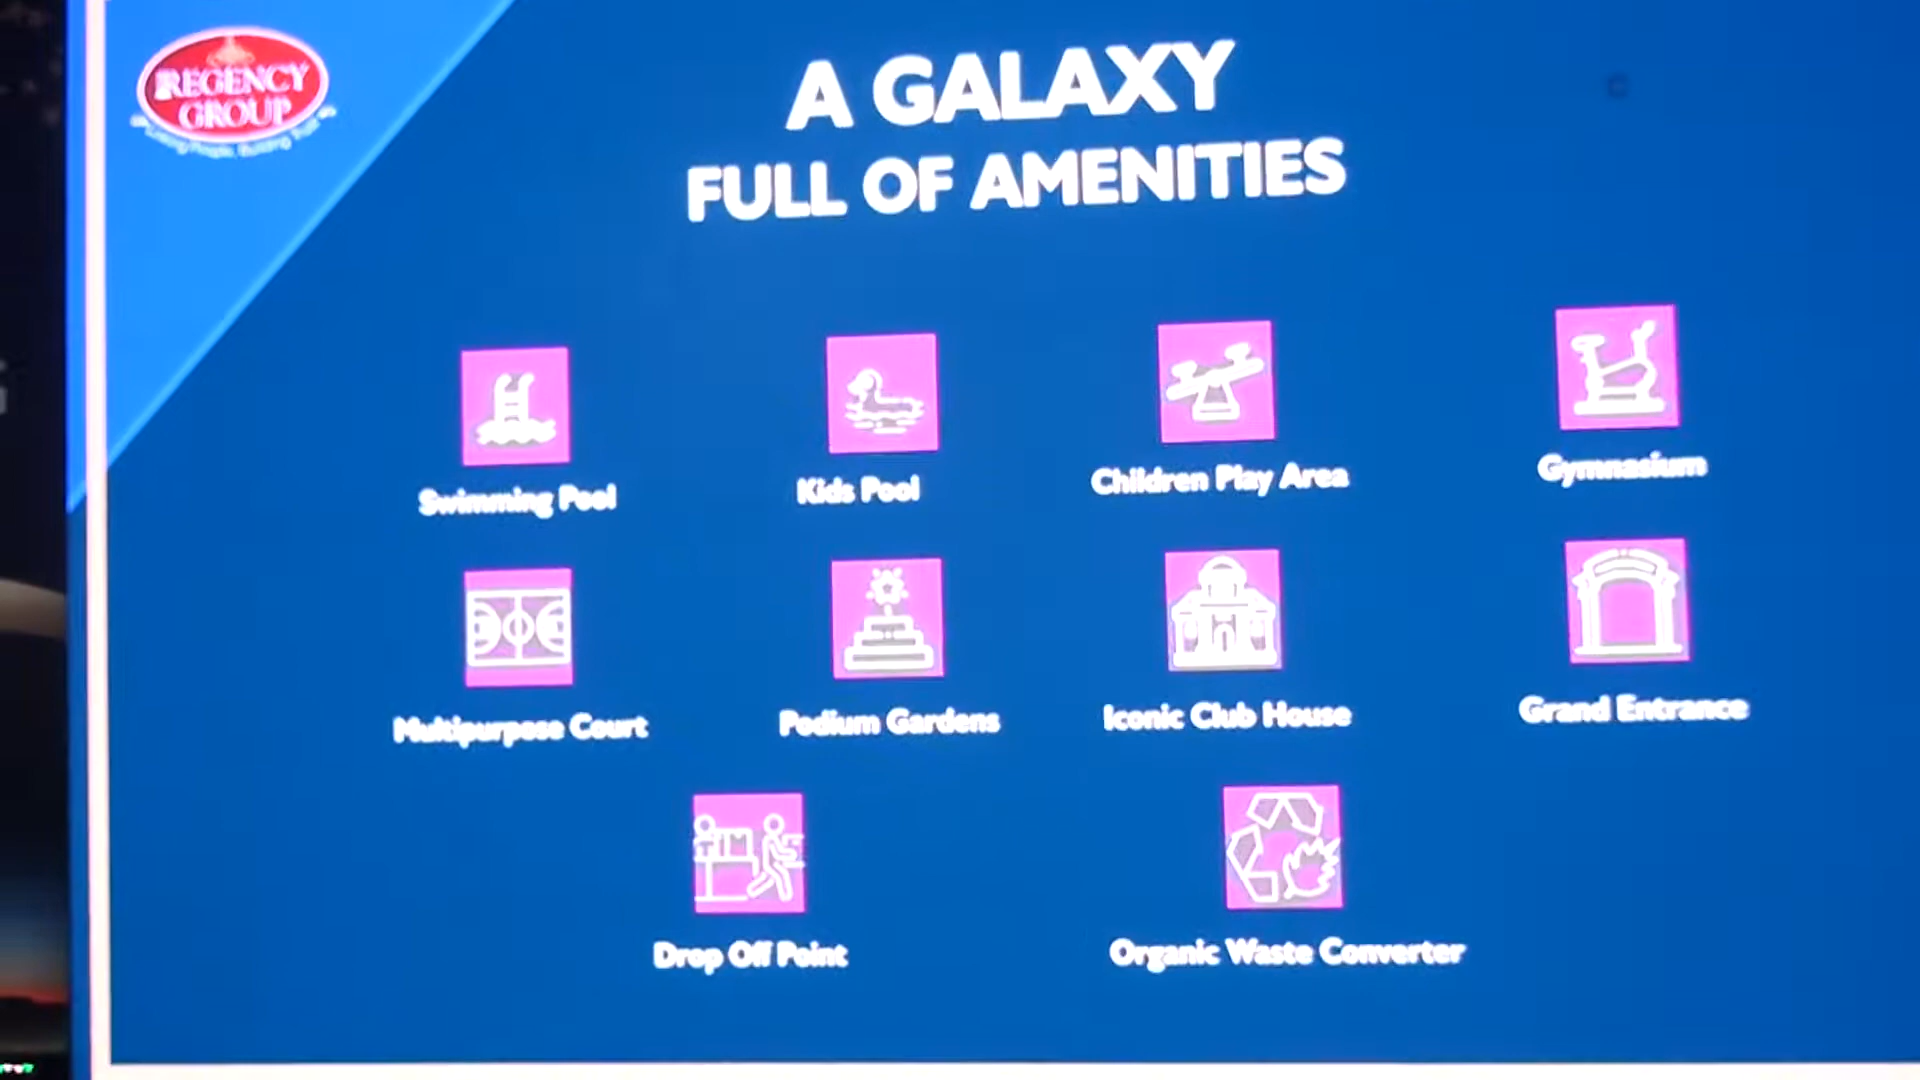 REGENCY
GROUP
A GALAXY
FULL OF AMENITIES
Swimming Pool
Kids Pool
Children Play Area
Gymnasium
Multipurpose Court
Podium Gardens
Iconic Club House
Grand Entrance
Drop Off Point
Organic Waste Converter